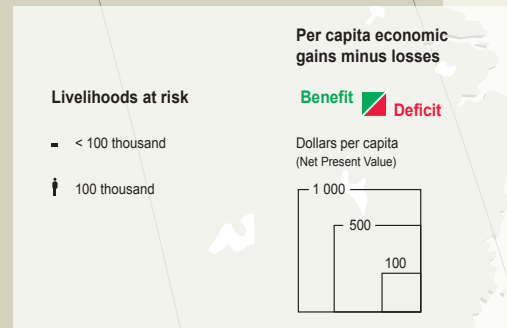 Per capita economic
gains minus losses
Livelihoods at risk
Benefit
Deficit
< 100 thousand
100 thousand
Dollars per capita
(Net Present Value)
1 000
500
100